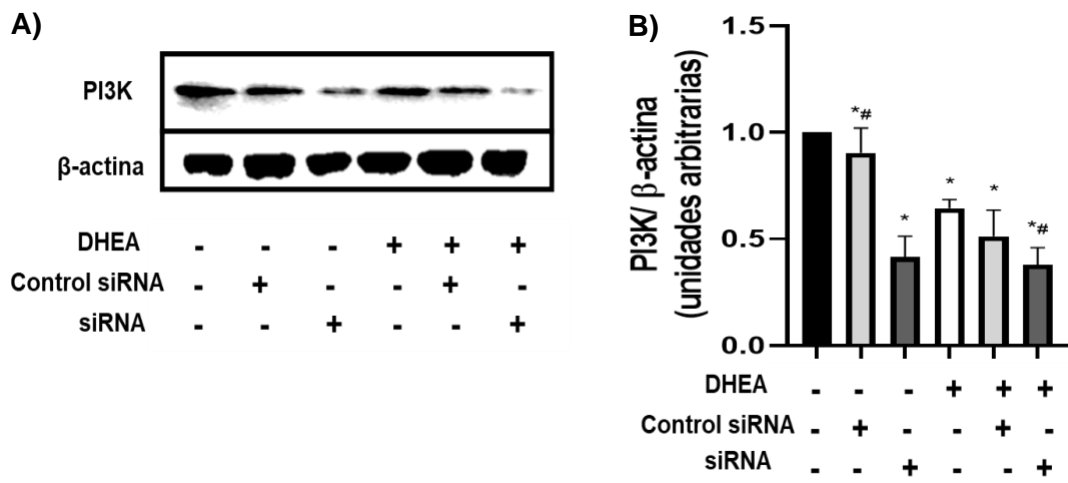 A)
PI3K
β-actina
DHEA - - - + + +
Control siRNA - + - - + -
siRNA - - + - - +
B)
PI3K/ β-actina
(unidades arbitrarias)
1.5
1.0
0.5
0.0
*#
*
*
*
*#
DHEA - - - + + +
Control siRNA - + - - + -
siRNA - - + - - +